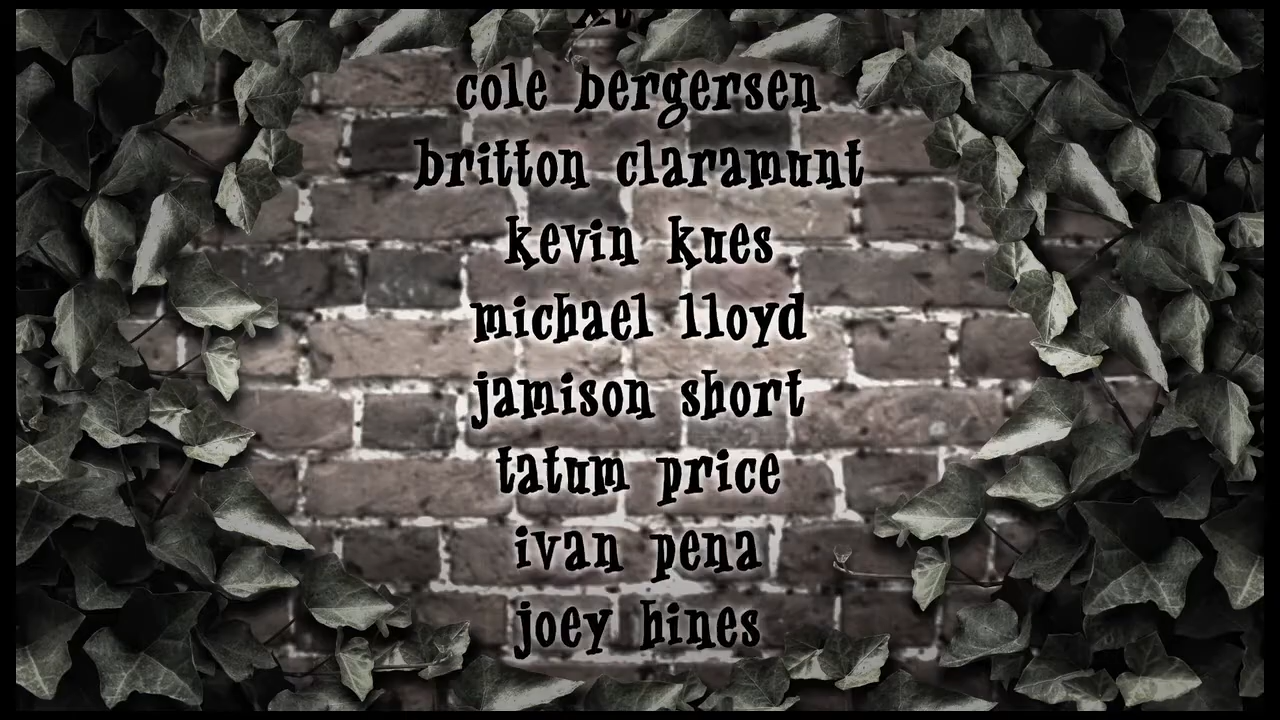 cole bergersen
britton claramunt
kevin kues
michael lloyd
jamison short
tatum price
ivan pena
joey hines